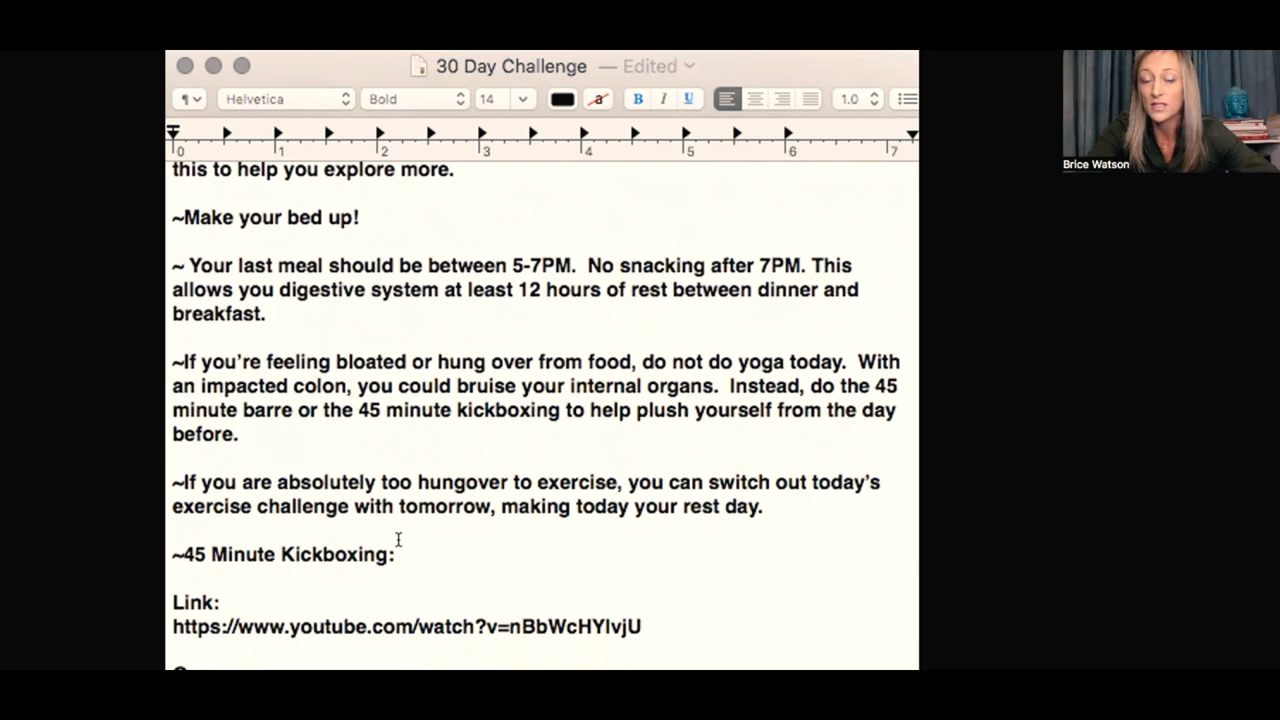 30 Day Challenge — Edited
¶ Helvetica Bold 14 a B I U 1.0
0 1 2 3 4 5 6 7
this to help you explore more.
~Make your bed up!
~ Your last meal should be between 5-7PM.  No snacking after 7PM. This
allows you digestive system at least 12 hours of rest between dinner and
breakfast.
~If you're feeling bloated or hung over from food, do not do yoga today.  With
an impacted colon, you could bruise your internal organs.  Instead, do the 45
minute barre or the 45 minute kickboxing to help plush yourself from the day
before.
~If you are absolutely too hungover to exercise, you can switch out today's
exercise challenge with tomorrow, making today your rest day.
~45 Minute Kickboxing:
Link:
https://www.youtube.com/watch?v=nBbWcHYlvjU
Brice Watson